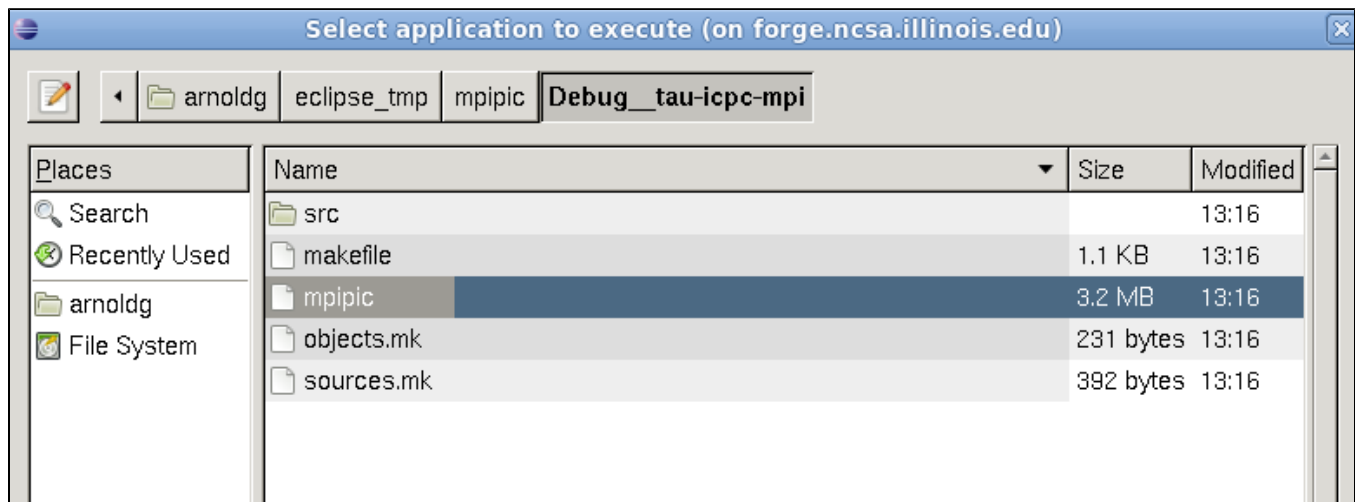 Select application to execute (on forge.ncsa.illinois.edu)
arnoldg eclipse_tmp mpipic Debug__tau-icpc-mpi
Places Name Size Modified
Search src 13:16
Recently Used makefile 1.1 KB 13:16
arnoldg mpipic 3.2 MB 13:16
File System objects.mk 231 bytes 13:16
sources.mk 392 bytes 13:16